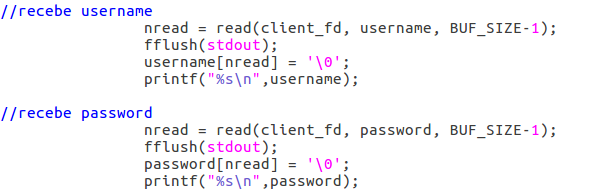 //recebe username
nread = read(client_fd, username, BUF_SIZE-1);
fflush(stdout);
username[nread] = '\0';
printf("%s\n",username);
//recebe password
nread = read(client_fd, password, BUF_SIZE-1);
fflush(stdout);
password[nread] = '\0';
printf("%s\n",password);